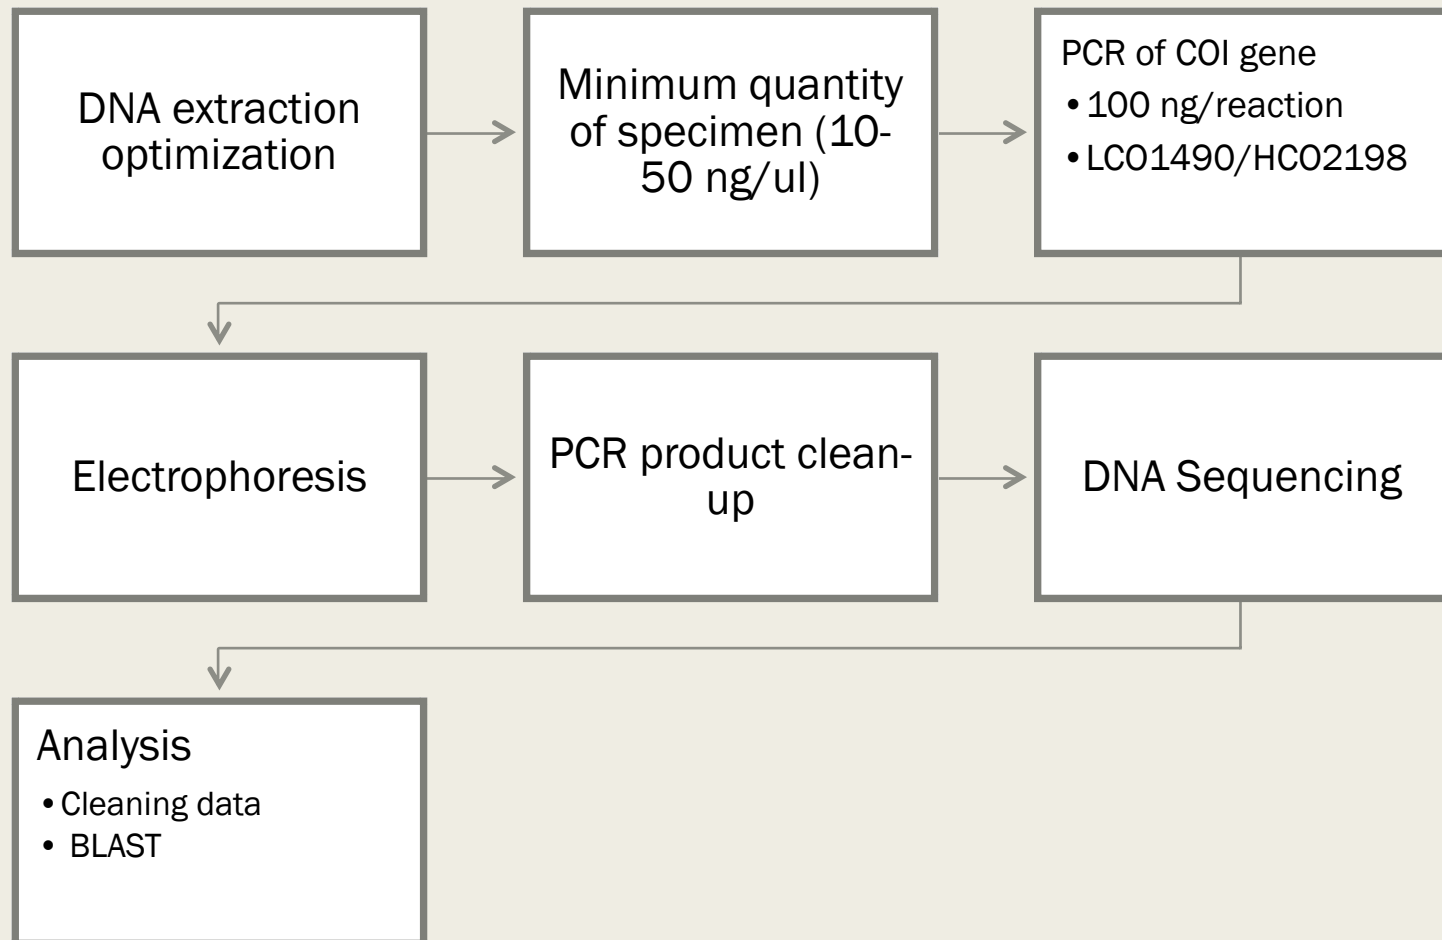 DNA extraction
optimization
Minimum quantity
of specimen (10-
50 ng/ul)
PCR of COI gene
•100 ng/reaction
•LCO1490/HCO2198
Electrophoresis
PCR product clean-
up
DNA Sequencing
Analysis
•Cleaning data
• BLAST